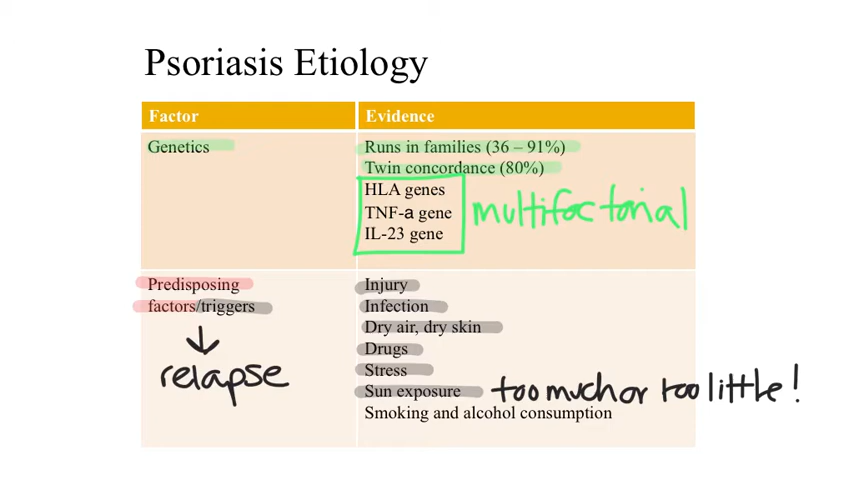 Psoriasis Etiology
Factor
Evidence
Genetics
Runs in families (36 – 91%)
Twin concordance (80%)
HLA genes
TNF-a gene
IL-23 gene
multifactorial
Predisposing
factors/triggers
relapse
Injury
Infection
Dry air, dry skin
Drugs
Stress
Sun exposure too much or too little!
Smoking and alcohol consumption